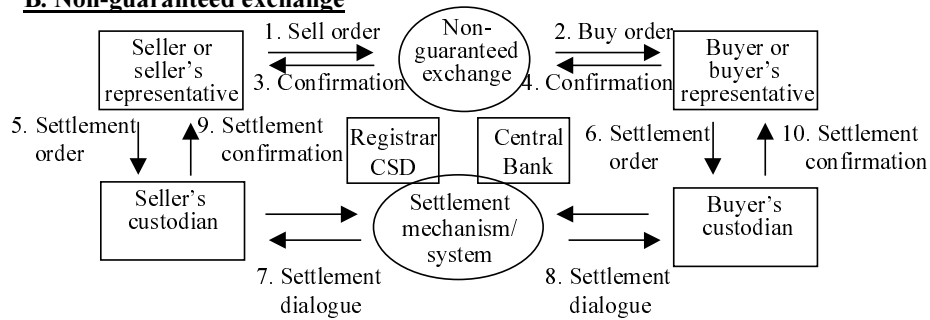 B. Non-guaranteed exchange
1. Sell order
2. Buy order
3. Confirmation
4. Confirmation
Seller or
seller's
representative
Non-
guaranteed
exchange
Buyer or
buyer's
representative
5. Settlement
order
9. Settlement
confirmation
Registrar
CSD
Central
Bank
6. Settlement
order
10. Settlement
confirmation
Seller's
custodian
Settlement
mechanism/
system
Buyer's
custodian
7. Settlement
dialogue
8. Settlement
dialogue